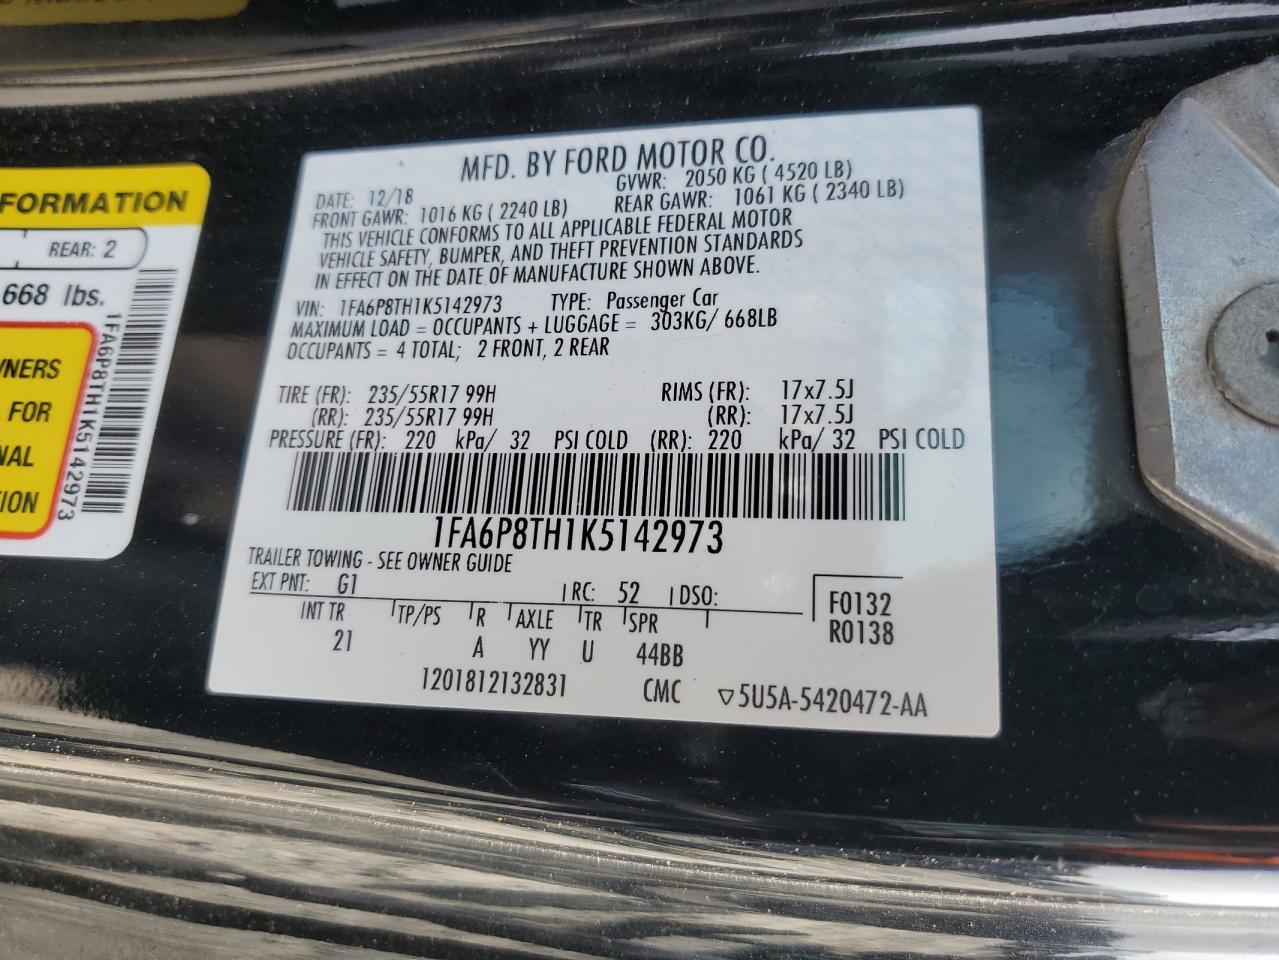 MFD. BY FORD MOTOR CO.
DATE: 12/18 GVWR: 2050 KG ( 4520 LB)
FRONT GAWR: 1016 KG ( 2240 LB) REAR GAWR: 1061 KG ( 2340 LB)
THIS VEHICLE CONFORMS TO ALL APPLICABLE FEDERAL MOTOR
VEHICLE SAFETY, BUMPER, AND THEFT PREVENTION STANDARDS
IN EFFECT ON THE DATE OF MANUFACTURE SHOWN ABOVE.
VIN: 1FA6P8TH1K5142973 TYPE: Passenger Car
MAXIMUM LOAD = OCCUPANTS + LUGGAGE = 303KG/ 668LB
OCCUPANTS = 4 TOTAL; 2 FRONT, 2 REAR
TIRE (FR): 235/55R17 99H RIMS (FR): 17x7.5J
(RR): 235/55R17 99H (RR): 17x7.5J
PRESSURE (FR): 220 kPa/ 32 PSI COLD (RR): 220 kPa/ 32 PSI COLD
1FA6P8TH1K5142973
TRAILER TOWING - SEE OWNER GUIDE
EXT PNT: G1 RC: 52 DSO:
F0132
R0138
INT TR TP/PS R AXLE TR SPR
21 A YY U 44BB
1201812132831 CMC ▽5U5A-5420472-AA
FORMATION
REAR: 2
668 lbs.
WNERS
FOR
NAL
TION
1FA6P8TH1K5142973